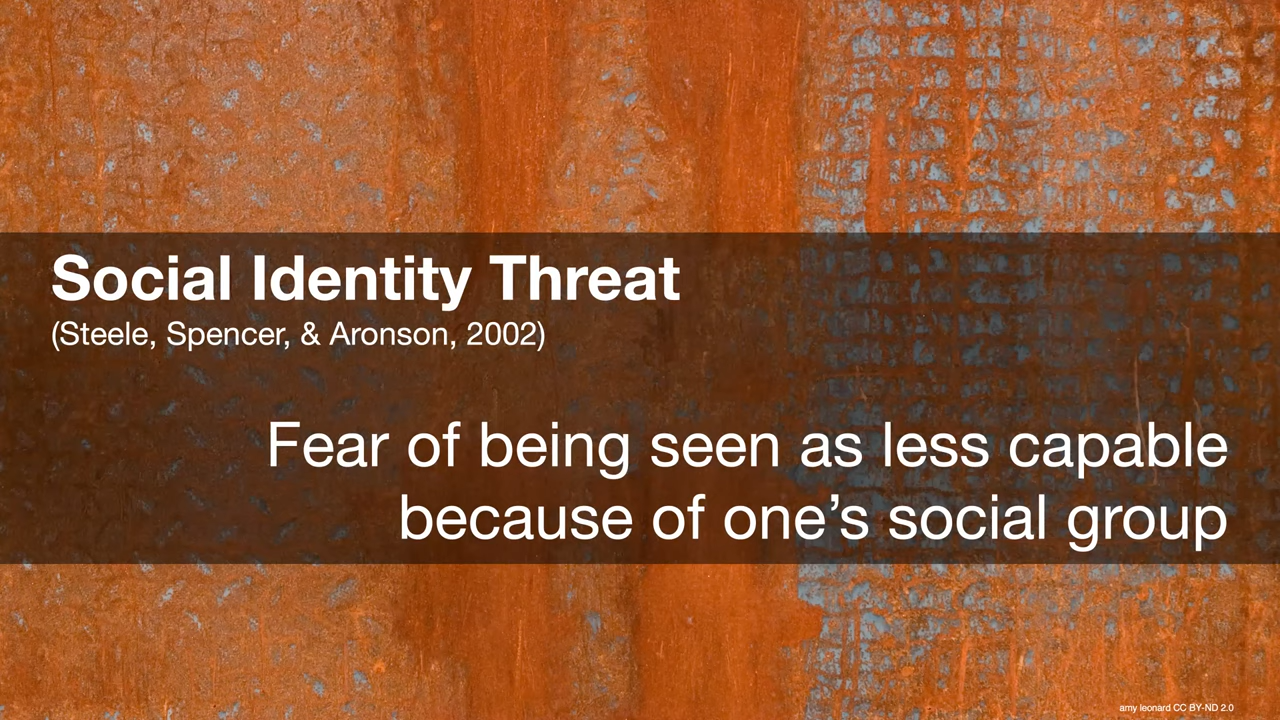 Social Identity Threat
(Steele, Spencer, & Aronson, 2002)
Fear of being seen as less capable
because of one’s social group
amy leonard CC BY-ND 2.0